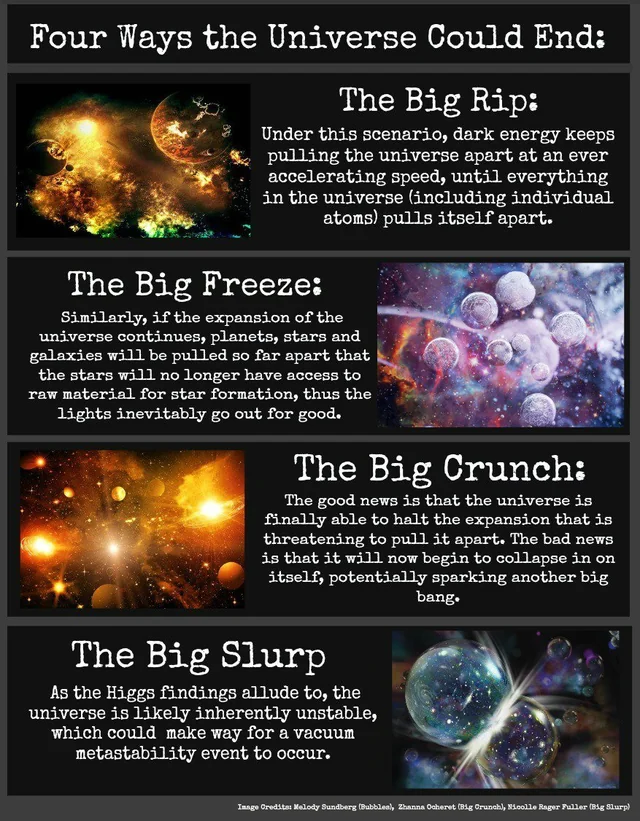 Four Ways the Universe Could End:
The Big Rip:
Under this scenario, dark energy keeps
pulling the universe apart at an ever
accelerating speed, until everything
in the universe (including individual
atoms) pulls itself apart.
The Big Freeze:
Similarly, if the expansion of the
universe continues, planets, stars and
galaxies will be pulled so far apart that
the stars will no longer have access to
raw material for star formation, thus the
lights inevitably go out for good.
The Big Crunch:
The good news is that the universe is
finally able to halt the expansion that is
threatening to pull it apart. The bad news
is that it will now begin to collapse in on
itself, potentially sparking another big
bang.
The Big Slurp
As the Higgs findings allude to, the
universe is likely inherently unstable,
which could make way for a vacuum
metastability event to occur.
Image Credits: Melody Sundberg (Bubbles), Zhanna Ocheret (Big Crunch), Nicolle Rager Fuller (Big Slurp)